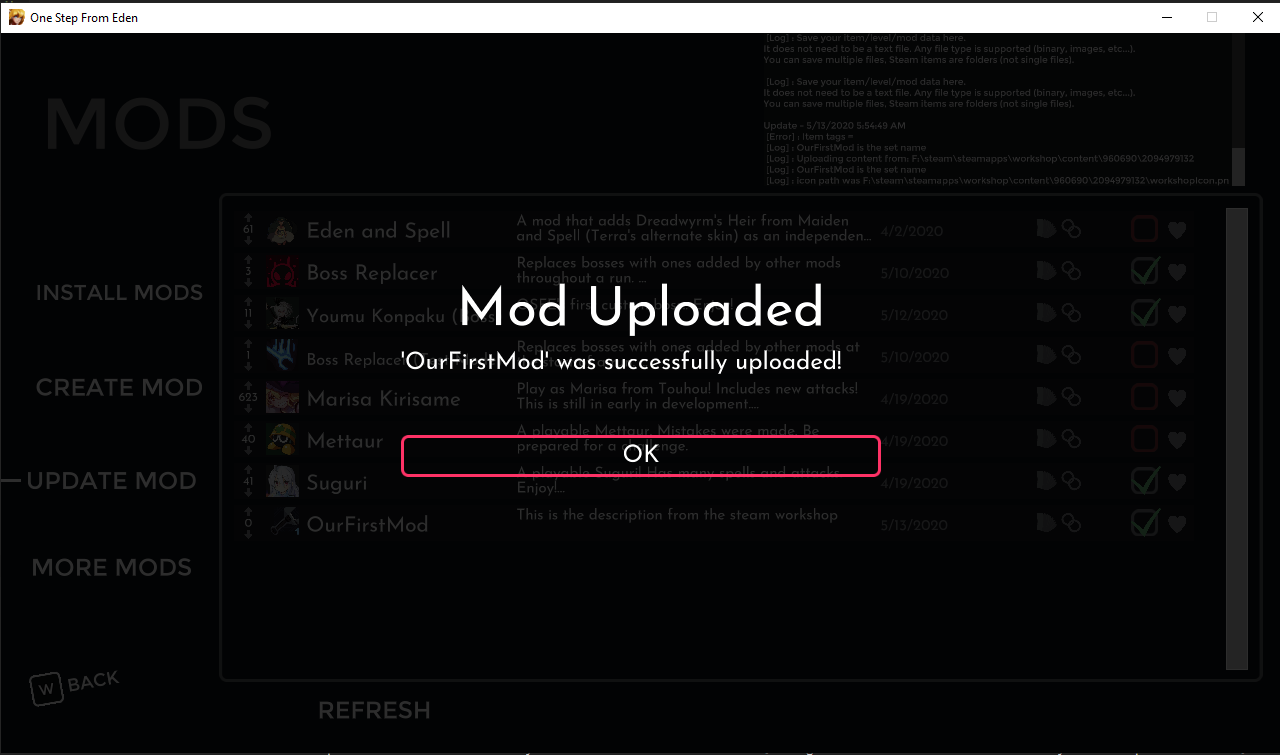 One Step From Eden
[Log] : Save your item/level/mod data here.
It does not need to be a text file. Any file type is supported (binary, images, etc...).
You can save multiple files, Steam items are folders (not single files).
[Log] : Save your item/level/mod data here.
It does not need to be a text file. Any file type is supported (binary, images, etc...).
You can save multiple files, Steam items are folders (not single files).
Update - 5/13/2020 5:54:49 AM
[Error] : Item tags =
[Log] : OurFirstMod is the set name
[Log] : Uploading content from: F:\steam\steamapps\workshop\content\960690\2094979132
[Log] : OurFirstMod is the set name
[Log] : icon path was F:\steam\steamapps\workshop\content\960690\2094979132\workshopIcon.pn
MODS
INSTALL MODS
CREATE MOD
UPDATE MOD
MORE MODS
W BACK
61 Eden and Spell
A mod that adds Dreadwyrm's Heir from Maiden
and Spell (Terra's alternate skin) as an independen...
4/2/2020
3 Boss Replacer
Replaces bosses with ones added by other mods
throughout a run. ...
5/10/2020
11 Youmu Konpaku (Boss
first custom boss
5/12/2020
1 Boss Replacer
Replaces bosses with ones added by other mods at
5/10/2020
623 Marisa Kirisame
Play as Marisa from Touhou! Includes new attacks!
This is still in early in development....
4/19/2020
40 Mettaur
A playable Mettaur. Mistakes were made. Be
prepared for a challenge.
4/19/2020
41 Suguri
A playable Suguri! Has many spells and attacks
Enjoy!...
4/19/2020
0 OurFirstMod
This is the description from the steam workshop
5/13/2020
Mod Uploaded
'OurFirstMod' was successfully uploaded!
OK
REFRESH